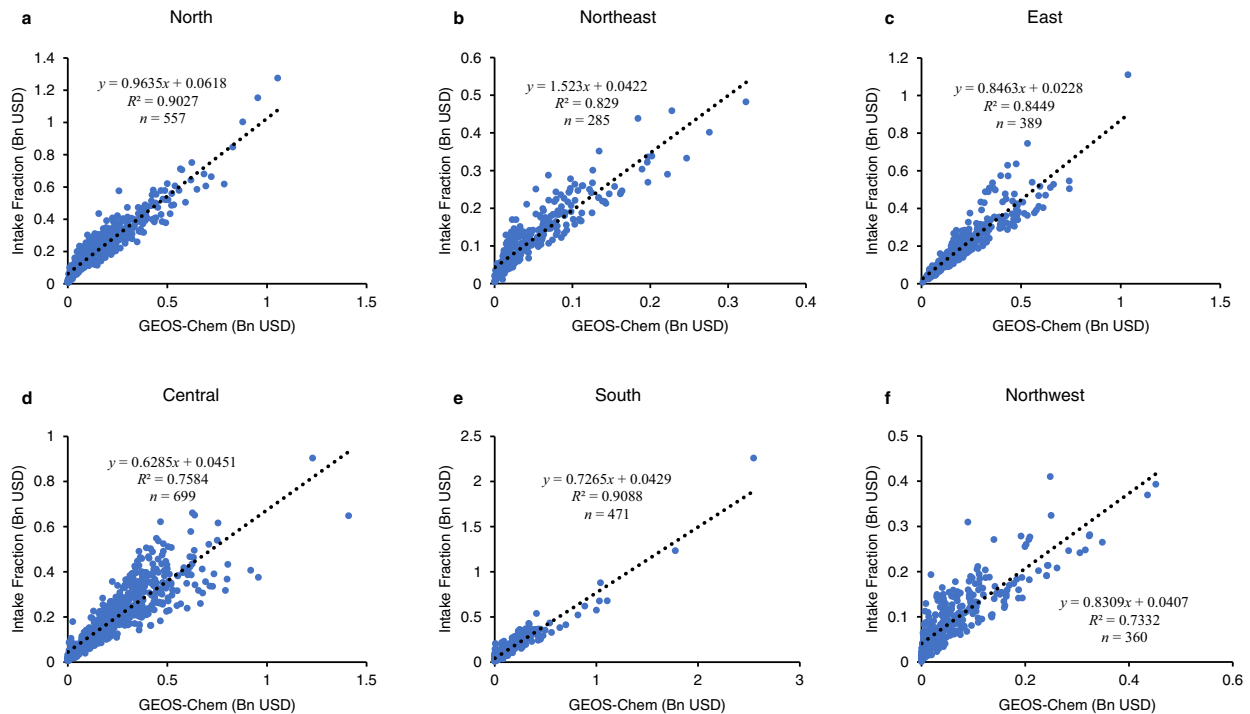 a
North
Intake Fraction (Bn USD)
1.4
1.2
1
0.8
0.6
0.4
0.2
0
y = 0.9635x + 0.0618
R² = 0.9027
n = 557
0 0.5 1 1.5
GEOS-Chem (Bn USD)
b
Northeast
Intake Fraction (Bn USD)
0.6
0.5
0.4
0.3
0.2
0.1
0
y = 1.523x + 0.0422
R² = 0.829
n = 285
0 0.1 0.2 0.3 0.4
GEOS-Chem (Bn USD)
c
East
Intake Fraction (Bn USD)
1.2
1
0.8
0.6
0.4
0.2
0
y = 0.8463x + 0.0228
R² = 0.8449
n = 389
0 0.5 1 1.5
GEOS-Chem (Bn USD)
d
Central
Intake Fraction (Bn USD)
1
0.8
0.6
0.4
0.2
0
y = 0.6285x + 0.0451
R² = 0.7584
n = 699
0 0.5 1 1.5
GEOS-Chem (Bn USD)
e
South
Intake Fraction (Bn USD)
2.5
2.0
1.5
1.0
0.5
0
y = 0.7265x + 0.0429
R² = 0.9088
n = 471
0 1 2 3
GEOS-Chem (Bn USD)
f
Northwest
Intake Fraction (Bn USD)
0.5
0.4
0.3
0.2
0.1
0
y = 0.8309x + 0.0407
R² = 0.7332
n = 360
0 0.2 0.4 0.6
GEOS-Chem (Bn USD)